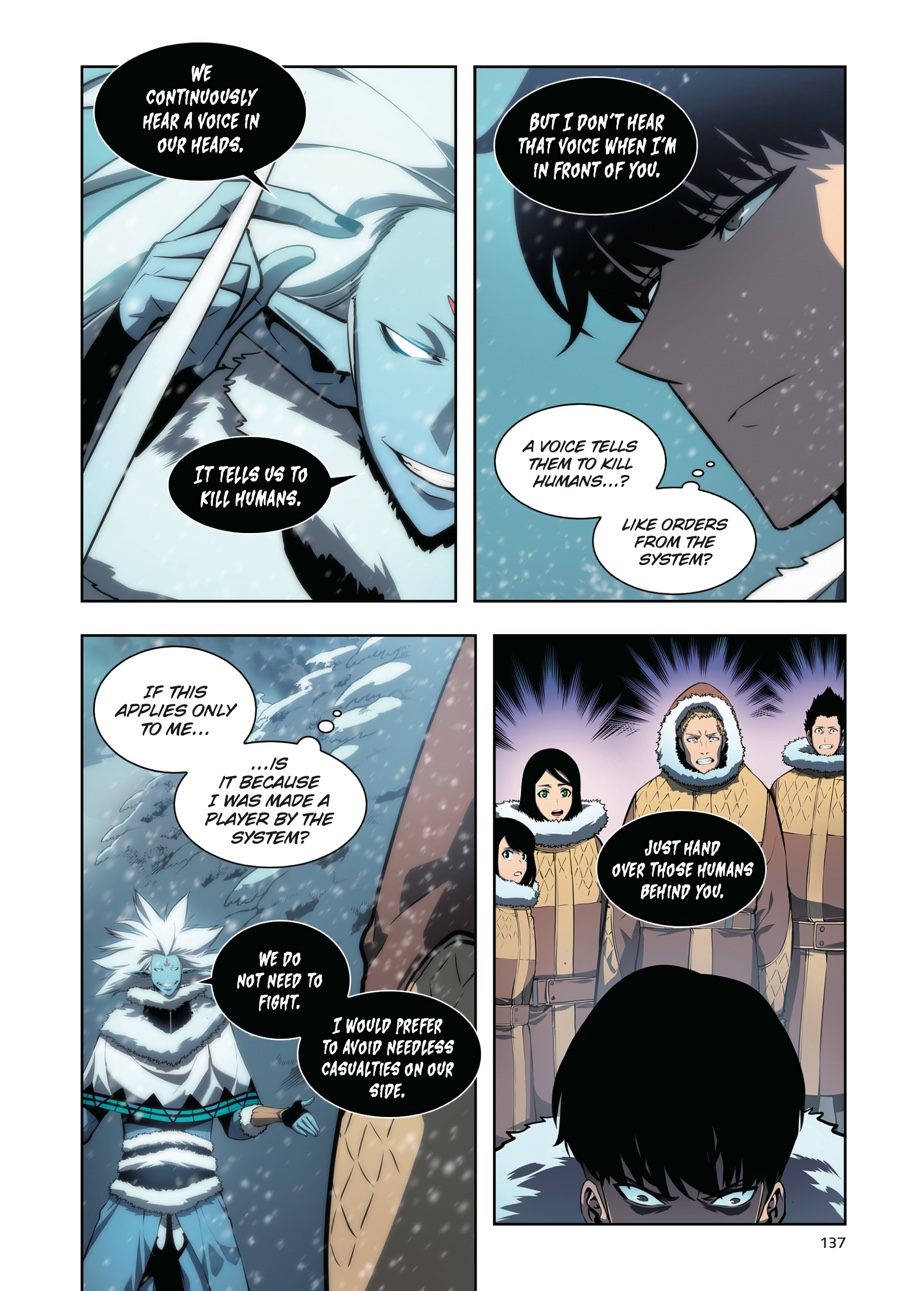 WE
CONTINUOUSLY
HEAR A VOICE IN
OUR HEADS.
IT TELLS US TO
KILL HUMANS.
BUT I DON'T HEAR
THAT VOICE WHEN I'M
IN FRONT OF YOU.
A VOICE TELLS
THEM TO KILL
HUMANS...?
LIKE ORDERS
FROM THE
SYSTEM?
IF THIS
APPLIES ONLY
TO ME...
...IS
IT BECAUSE
I WAS MADE A
PLAYER BY THE
SYSTEM?
WE DO
NOT NEED TO
FIGHT.
I WOULD PREFER
TO AVOID NEEDLESS
CASUALTIES ON OUR
SIDE.
JUST HAND
OVER THOSE HUMANS
BEHIND YOU.
137